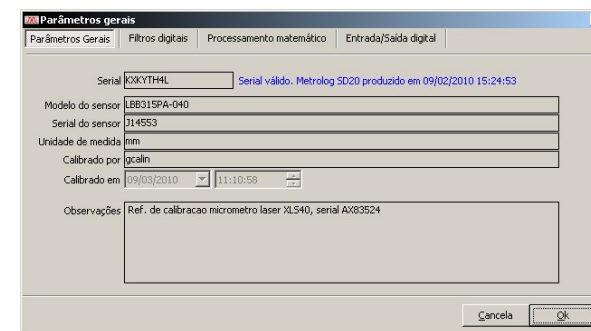 Parâmetros gerais
Parâmetros Gerais Filtros digitais Processamento matemático Entrada/Saída digital
Serial KXKYTH4L Serial válido. Metrolog SD20 produzido em 09/02/2010 15:24:53
Modelo do sensor LBB315PA-040
Serial do sensor J14553
Unidade de medida mm
Calibrado por gcalin
Calibrado em 09/03/2010 11:10:58
Observações Ref. de calibracao micrometro laser XLS40, serial AX83524
Cancela Ok